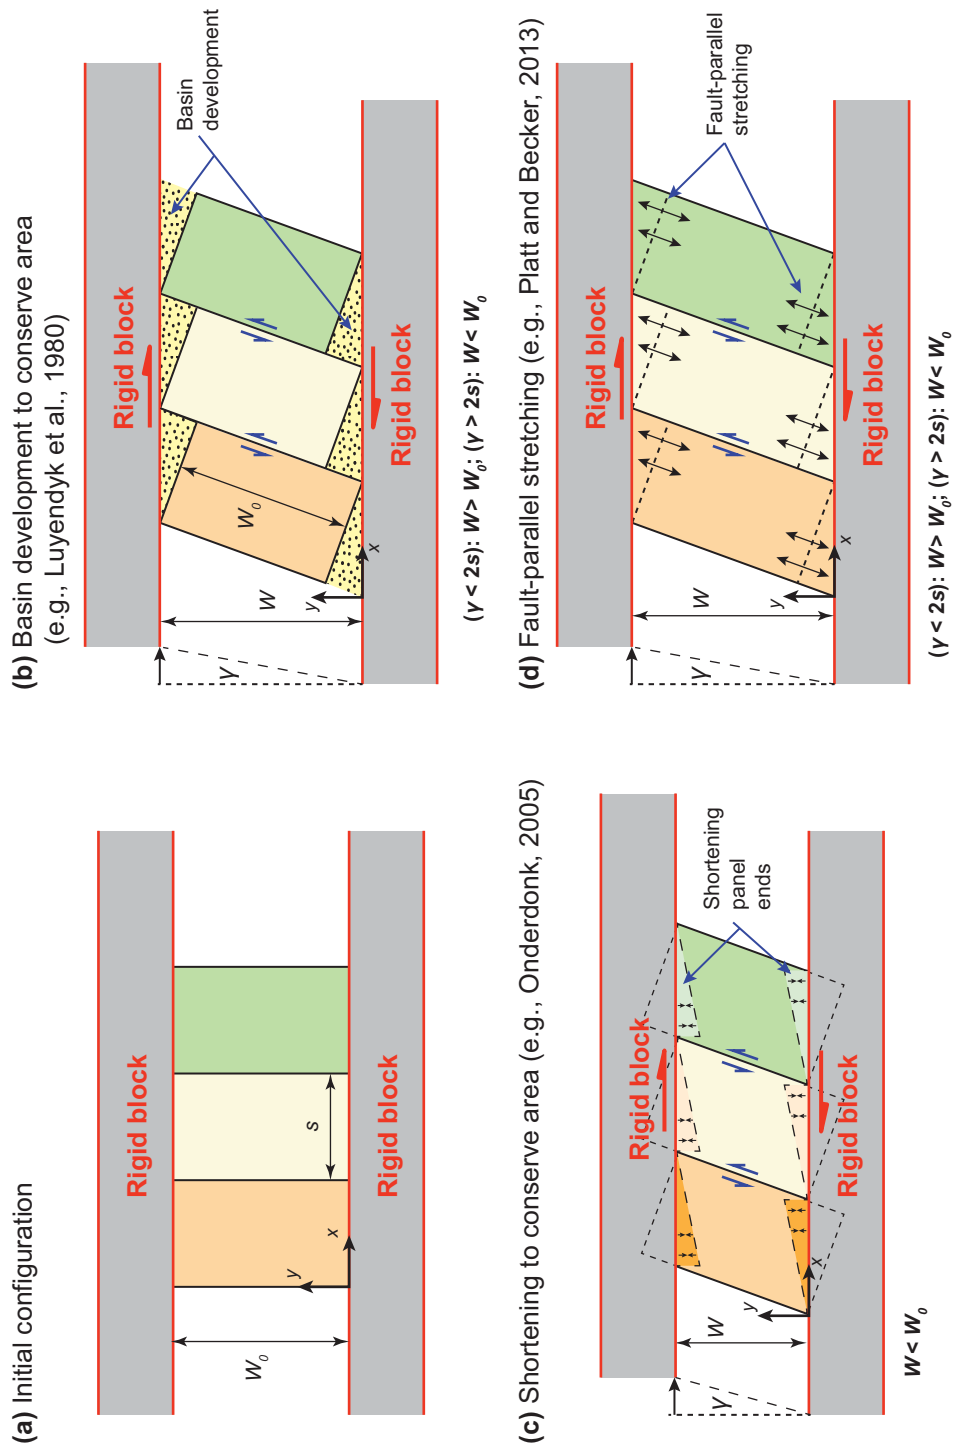 (a) Initial configuration
Rigid block
W0
s
y
x
Rigid block
(b) Basin development to conserve area
(e.g., Luyendyk et al., 1980)
Rigid block
Basin
development
γ
W
W0
y
x
Rigid block
(γ < 2s): W > W0; (γ > 2s): W < W0
(c) Shortening to conserve area (e.g., Onderdonk, 2005)
Rigid block
Shortening
panel
ends
γ
W
y
x
Rigid block
W < W0
(d) Fault-parallel stretching (e.g., Platt and Becker, 2013)
Rigid block
Fault-parallel
stretching
γ
W
y
x
Rigid block
(γ < 2s): W > W0; (γ > 2s): W < W0